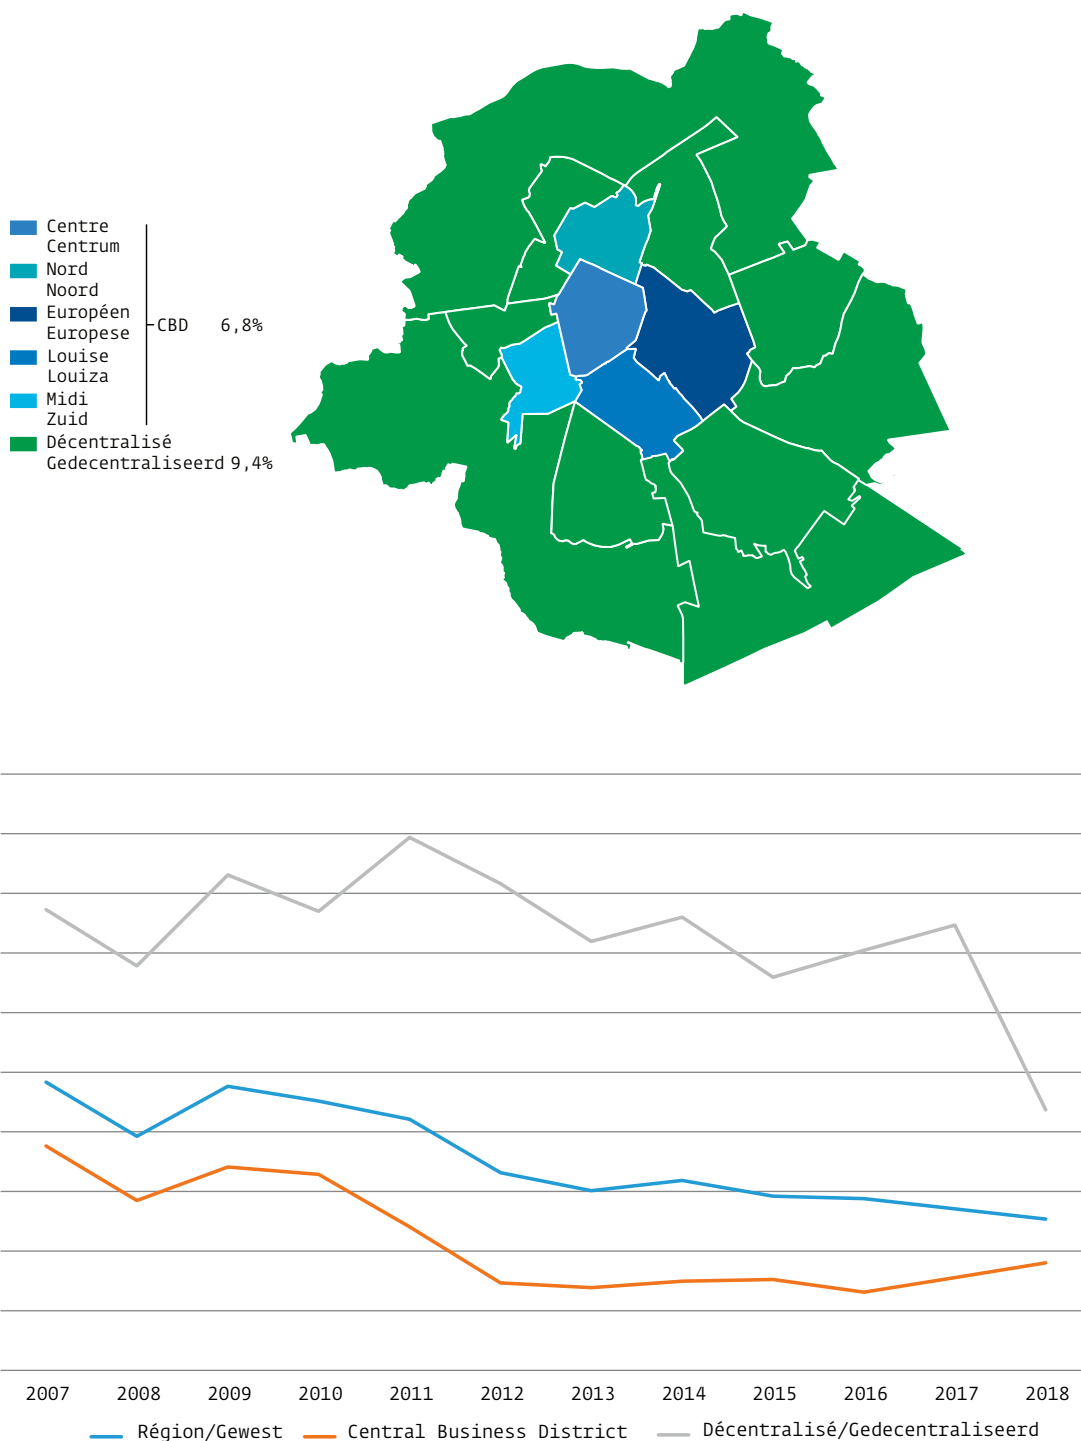 Centre
Centrum
Nord
Noord
Européen
Europese
CBD 6,8%
Louise
Louiza
Midi
Zuid
Décentralisé
Gedecentraliseerd 9,4%
2007 2008 2009 2010 2011 2012 2013 2014 2015 2016 2017 2018
Région/Gewest Central Business District Décentralisé/Gedecentraliseerd